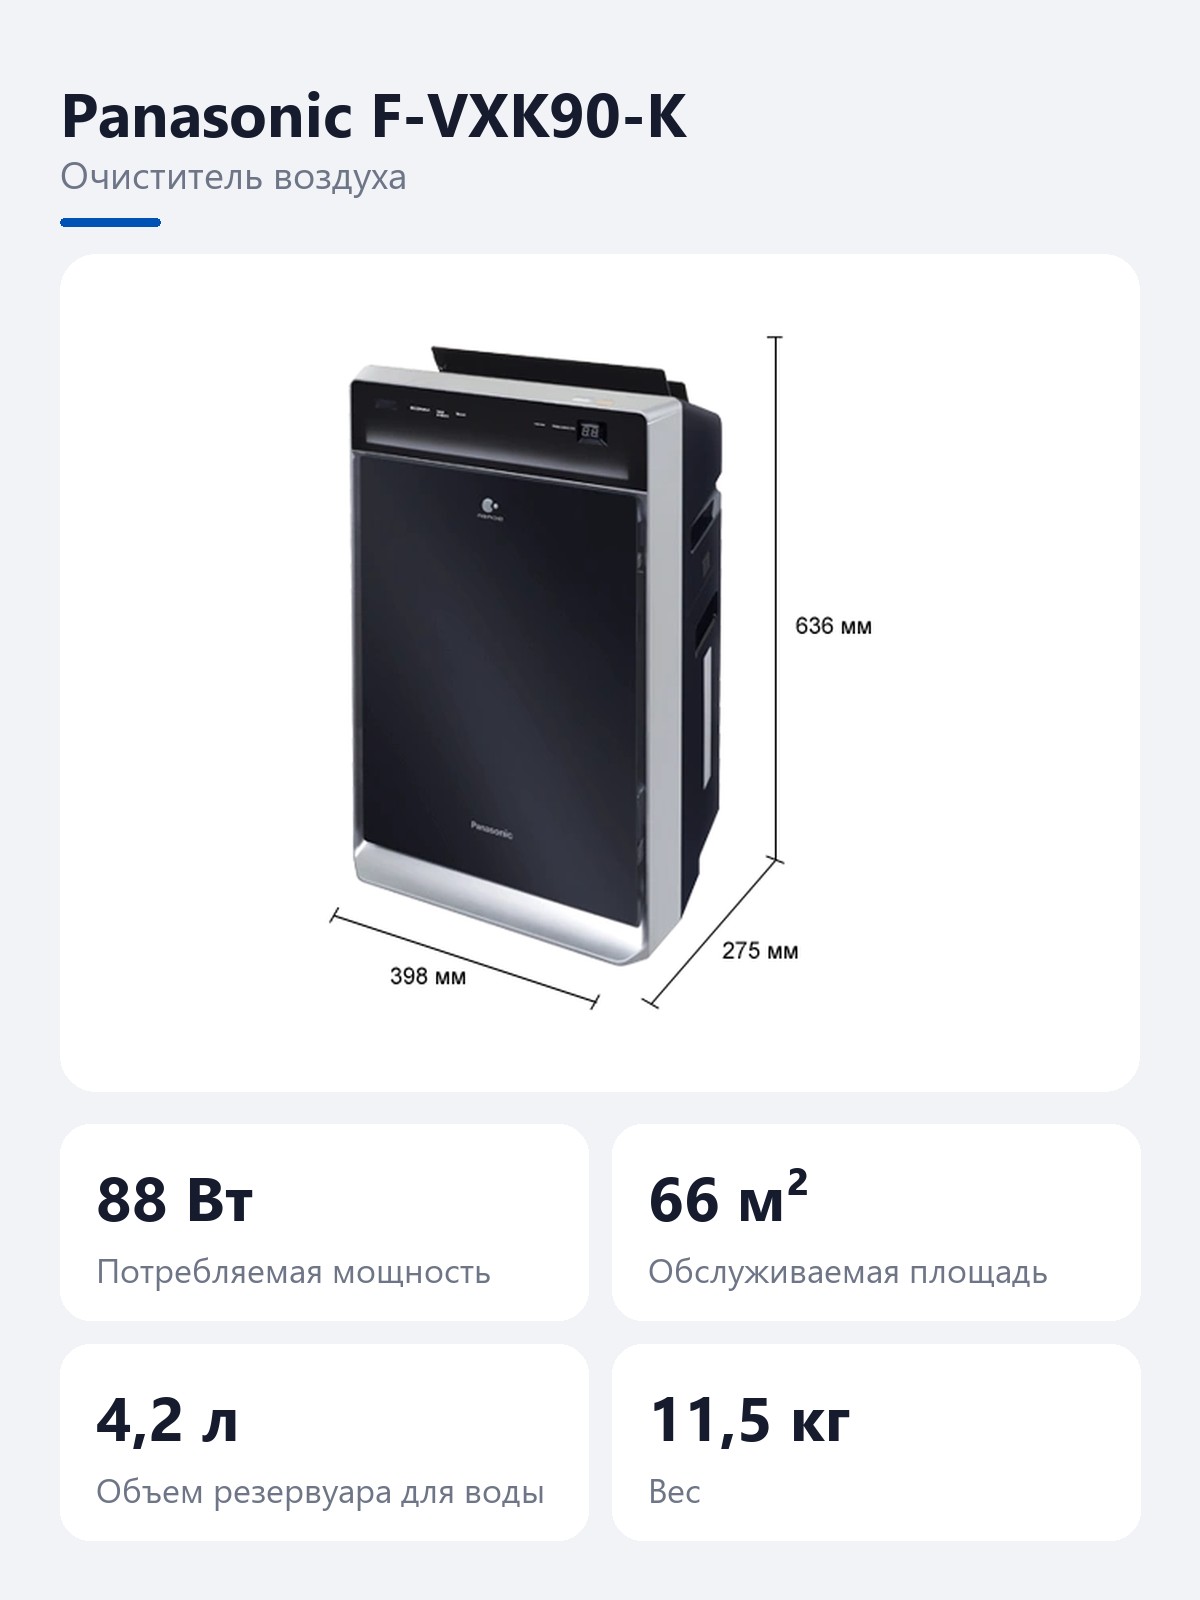 Panasonic F-VXK90-K
Очиститель воздуха
nanoe
Panasonic
636 мм
275 мм
398 мм
88 Вт
Потребляемая мощность
66 м²
Обслуживаемая площадь
4,2 л
Объем резервуара для воды
11,5 кг
Вес